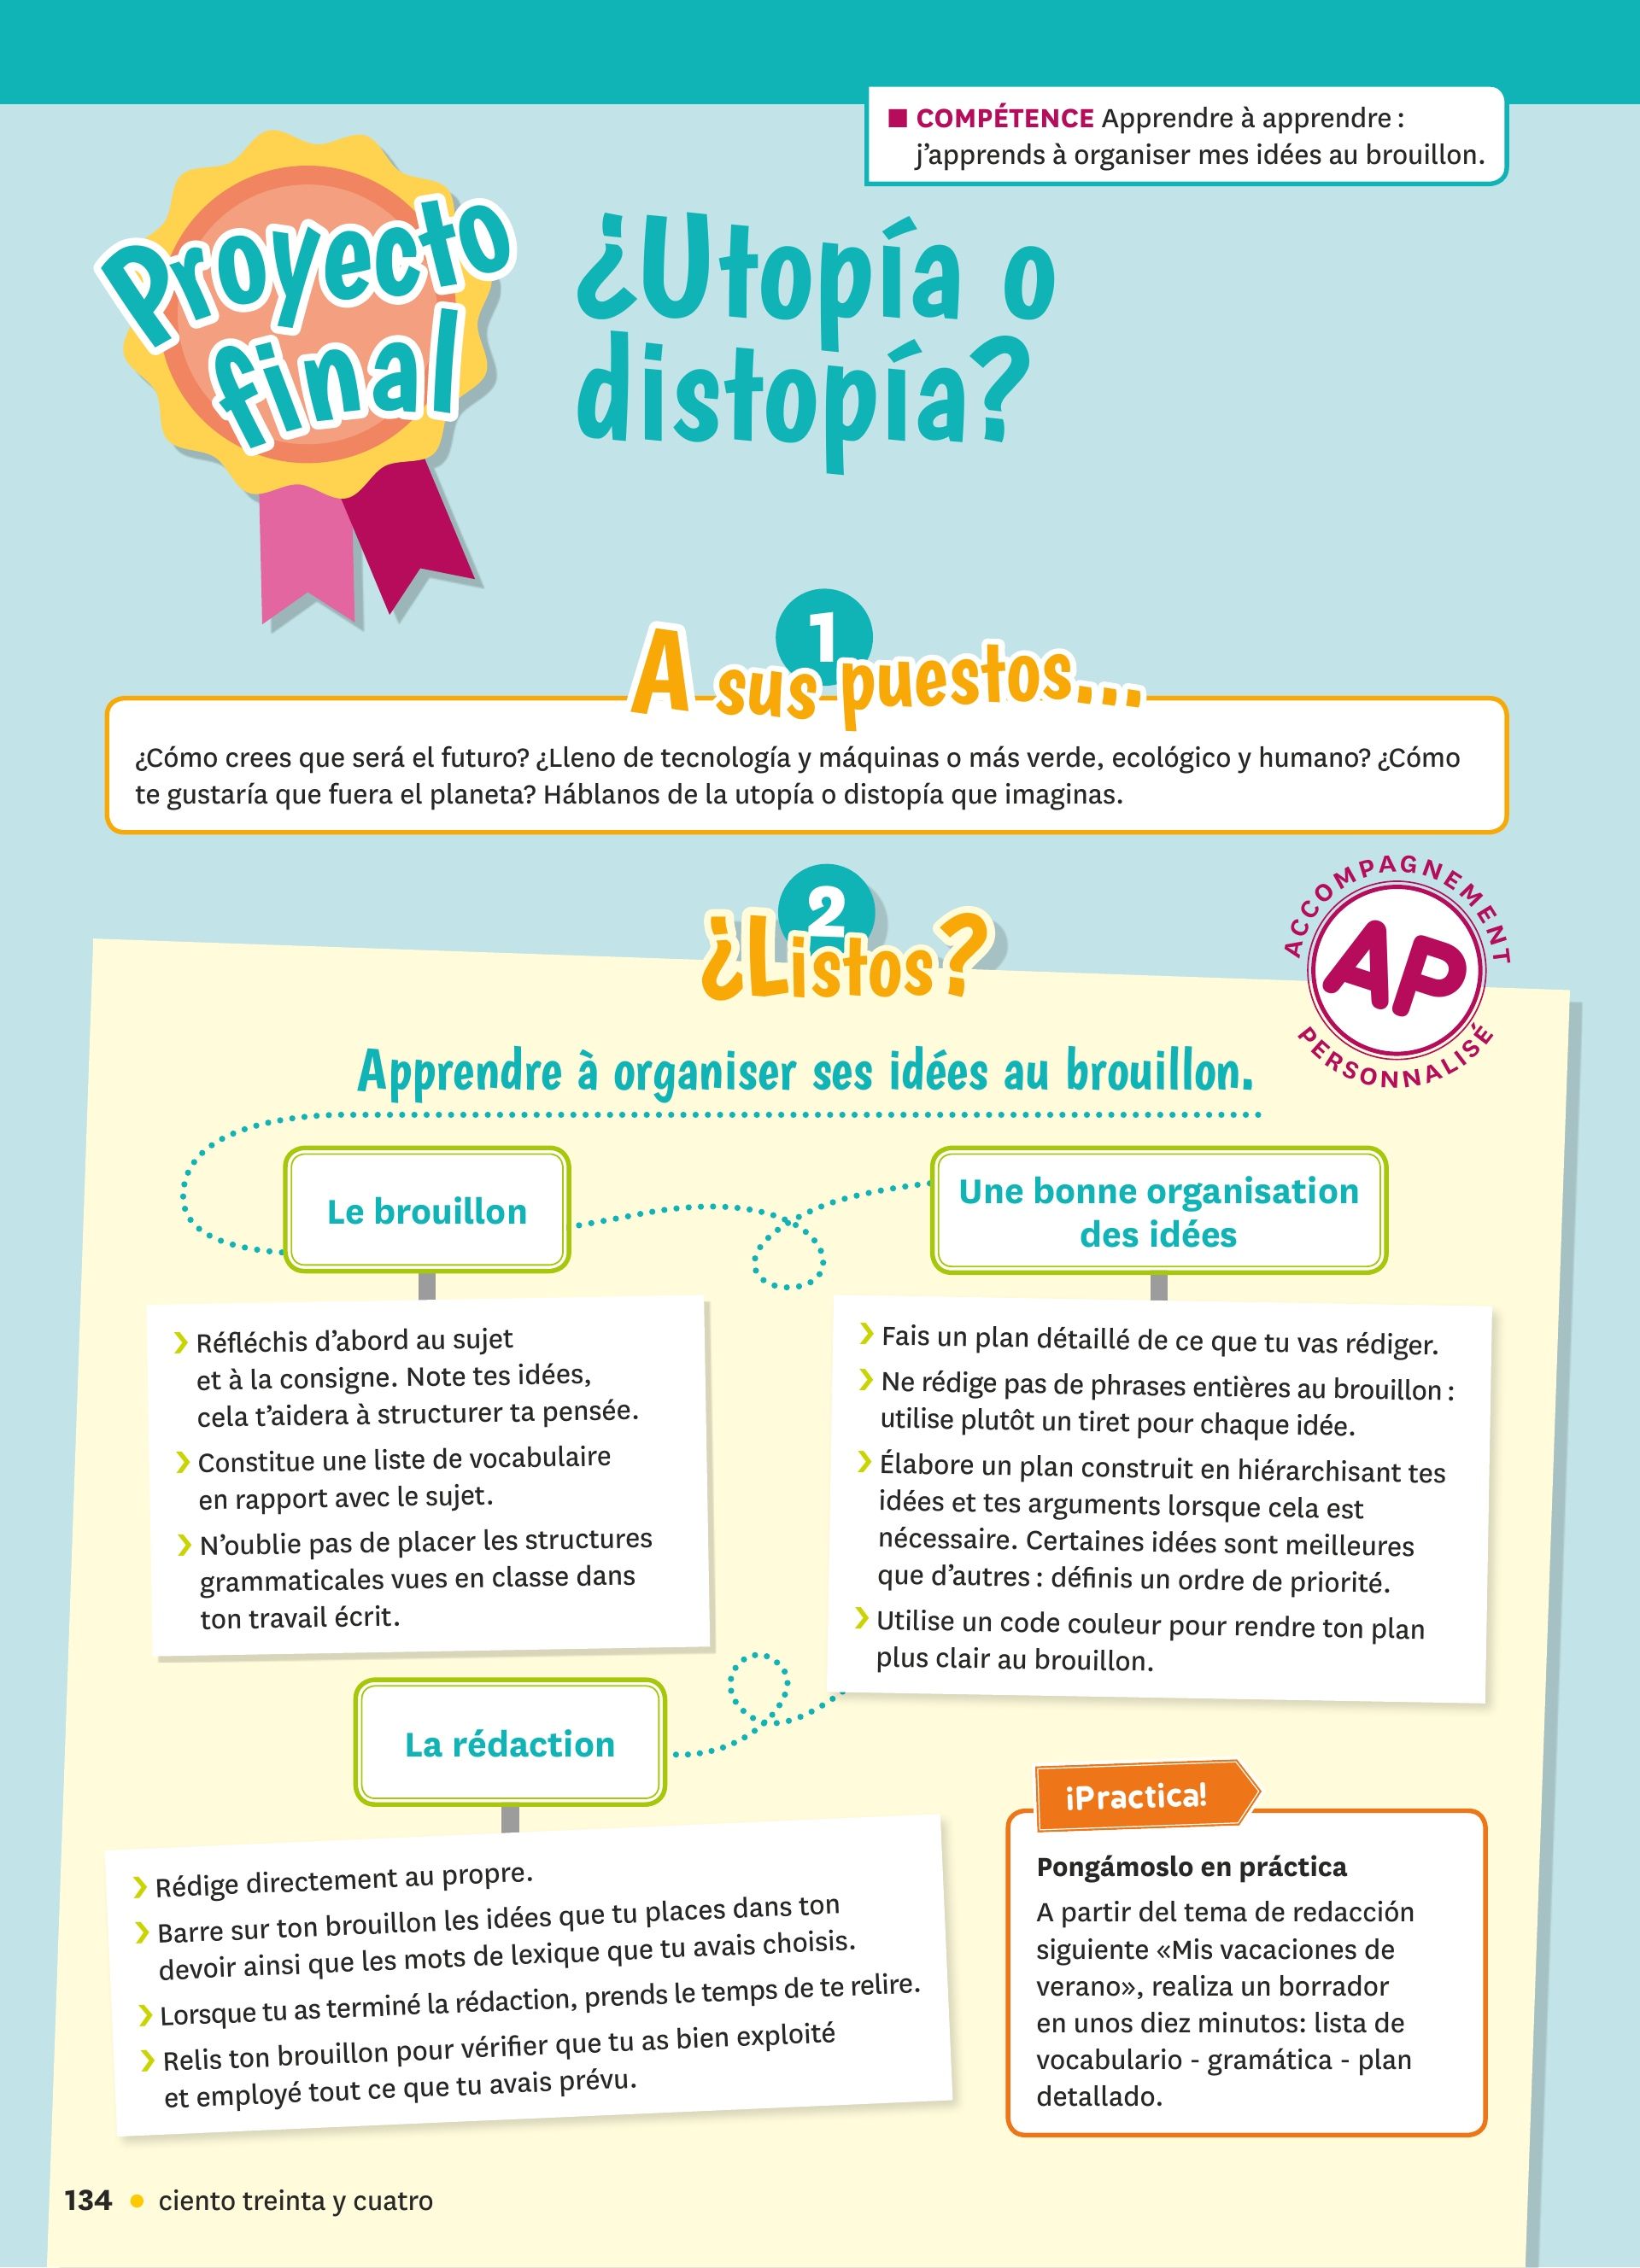 ■ COMPÉTENCE Apprendre à apprendre :
j’apprends à organiser mes idées au brouillon.
Proyecto
final
¿Utopía o
distopía?
1
A sus puestos...
¿Cómo crees que será el futuro? ¿Lleno de tecnología y máquinas o más verde, ecológico y humano? ¿Cómo
te gustaría que fuera el planeta? Háblanos de la utopía o distopía que imaginas.
2
¿Listos?
ACCOMPAGNEMENT
AP
PERSONNALISÉ
Apprendre à organiser ses idées au brouillon.
Le brouillon
› Réfléchis d’abord au sujet
et à la consigne. Note tes idées,
cela t’aidera à structurer ta pensée.
› Constitue une liste de vocabulaire
en rapport avec le sujet.
› N’oublie pas de placer les structures
grammaticales vues en classe dans
ton travail écrit.
Une bonne organisation
des idées
› Fais un plan détaillé de ce que tu vas rédiger.
› Ne rédige pas de phrases entières au brouillon :
utilise plutôt un tiret pour chaque idée.
› Élabore un plan construit en hiérarchisant tes
idées et tes arguments lorsque cela est
nécessaire. Certaines idées sont meilleures
que d’autres : définis un ordre de priorité.
› Utilise un code couleur pour rendre ton plan
plus clair au brouillon.
La rédaction
› Rédige directement au propre.
› Barre sur ton brouillon les idées que tu places dans ton
devoir ainsi que les mots de lexique que tu avais choisis.
› Lorsque tu as terminé la rédaction, prends le temps de te relire.
› Relis ton brouillon pour vérifier que tu as bien exploité
et employé tout ce que tu avais prévu.
¡Practica!
Pongámoslo en práctica
A partir del tema de redacción
siguiente «Mis vacaciones de
verano», realiza un borrador
en unos diez minutos: lista de
vocabulario - gramática - plan
detallado.
134 • ciento treinta y cuatro